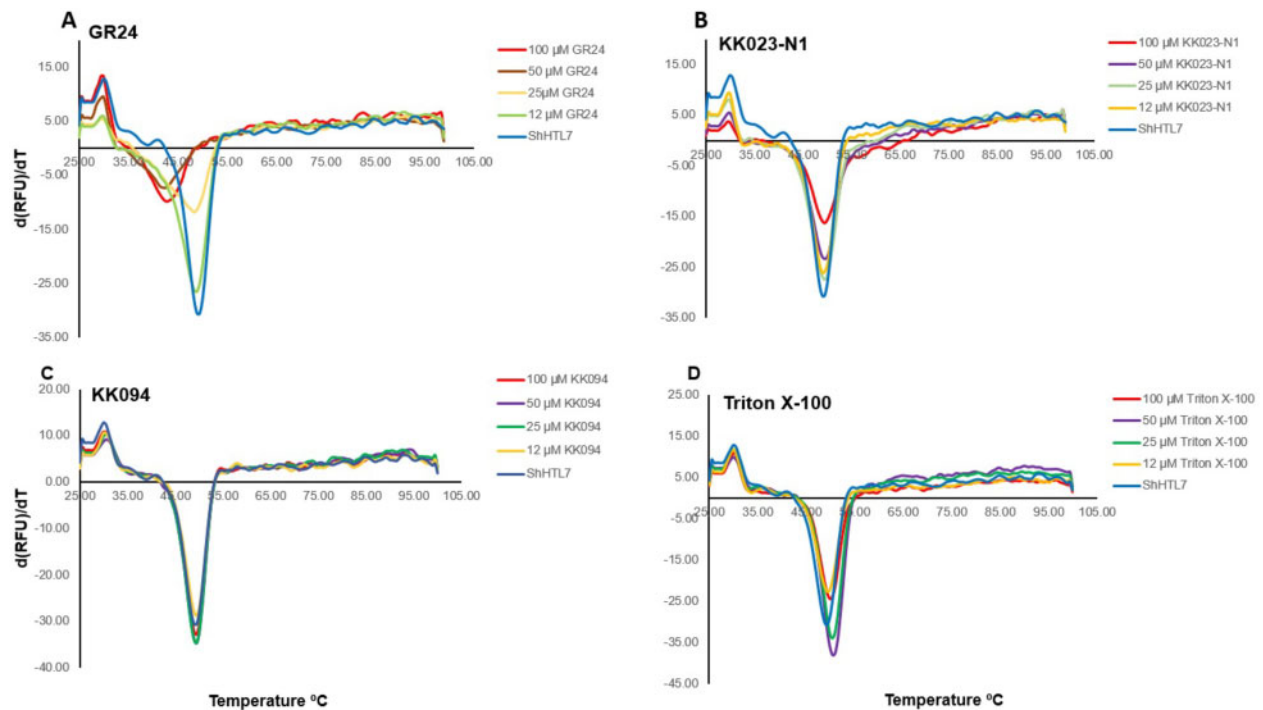 A
GR24
d(RFU)/dT
15.00
5.00
-5.00
-15.00
-25.00
-35.00
25.00 35.00 45.00 55.00 65.00 75.00 85.00 95.00 105.00
100 µM GR24
50 µM GR24
25µM GR24
12 µM GR24
ShHTL7
B
KK023-N1
15.00
5.00
-5.00
-15.00
-25.00
-35.00
25.00 35.00 45.00 55.00 65.00 75.00 85.00 95.00 105.00
100 µM KK023-N1
50 µM KK023-N1
25 µM KK023-N1
12 µM KK023-N1
ShHTL7
C
KK094
d(RFU)/dT
20.00
10.00
0.00
-10.00
-20.00
-30.00
-40.00
25.00 35.00 45.00 55.00 65.00 75.00 85.00 95.00 105.00
100 µM KK094
50 µM KK094
25 µM KK094
12 µM KK094
ShHTL7
Temperature ºC
D
Triton X-100
25.00
15.00
5.00
-5.00
-15.00
-25.00
-35.00
-45.00
25.00 35.00 45.00 55.00 65.00 75.00 85.00 95.00 105.00
100 µM Triton X-100
50 µM Triton X-100
25 µM Triton X-100
12 µM Triton X-100
ShHTL7
Temperature ºC